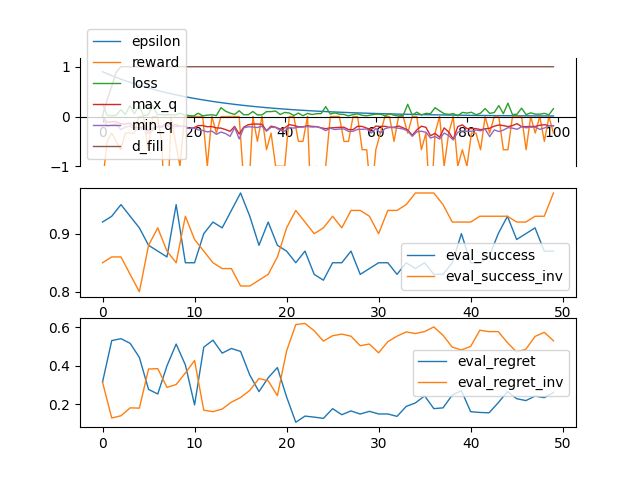 epsilon
reward
loss
max_q
min_q
d_fill
1
0
−1
0
20
40
60
80
100
0.9
0.8
eval_success
eval_success_inv
0
10
20
30
40
50
0.6
0.4
0.2
eval_regret
eval_regret_inv
0
10
20
30
40
50